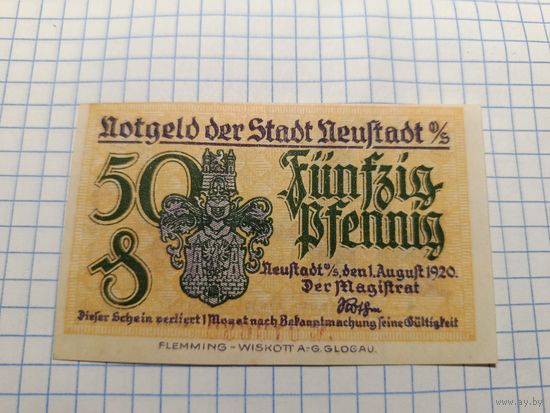 Notgeld der Stadt Neustadt O/S
50
Fünfzig
Pfennig
Neustadt O/S, den 1. August 1920.
Der Magistrat
Dieser Schein verliert 1 Monat nach Bekanntmachung seine Gültigkeit
FLEMMING-WISKOTT A-G. GLOGAU.
www.ay.by